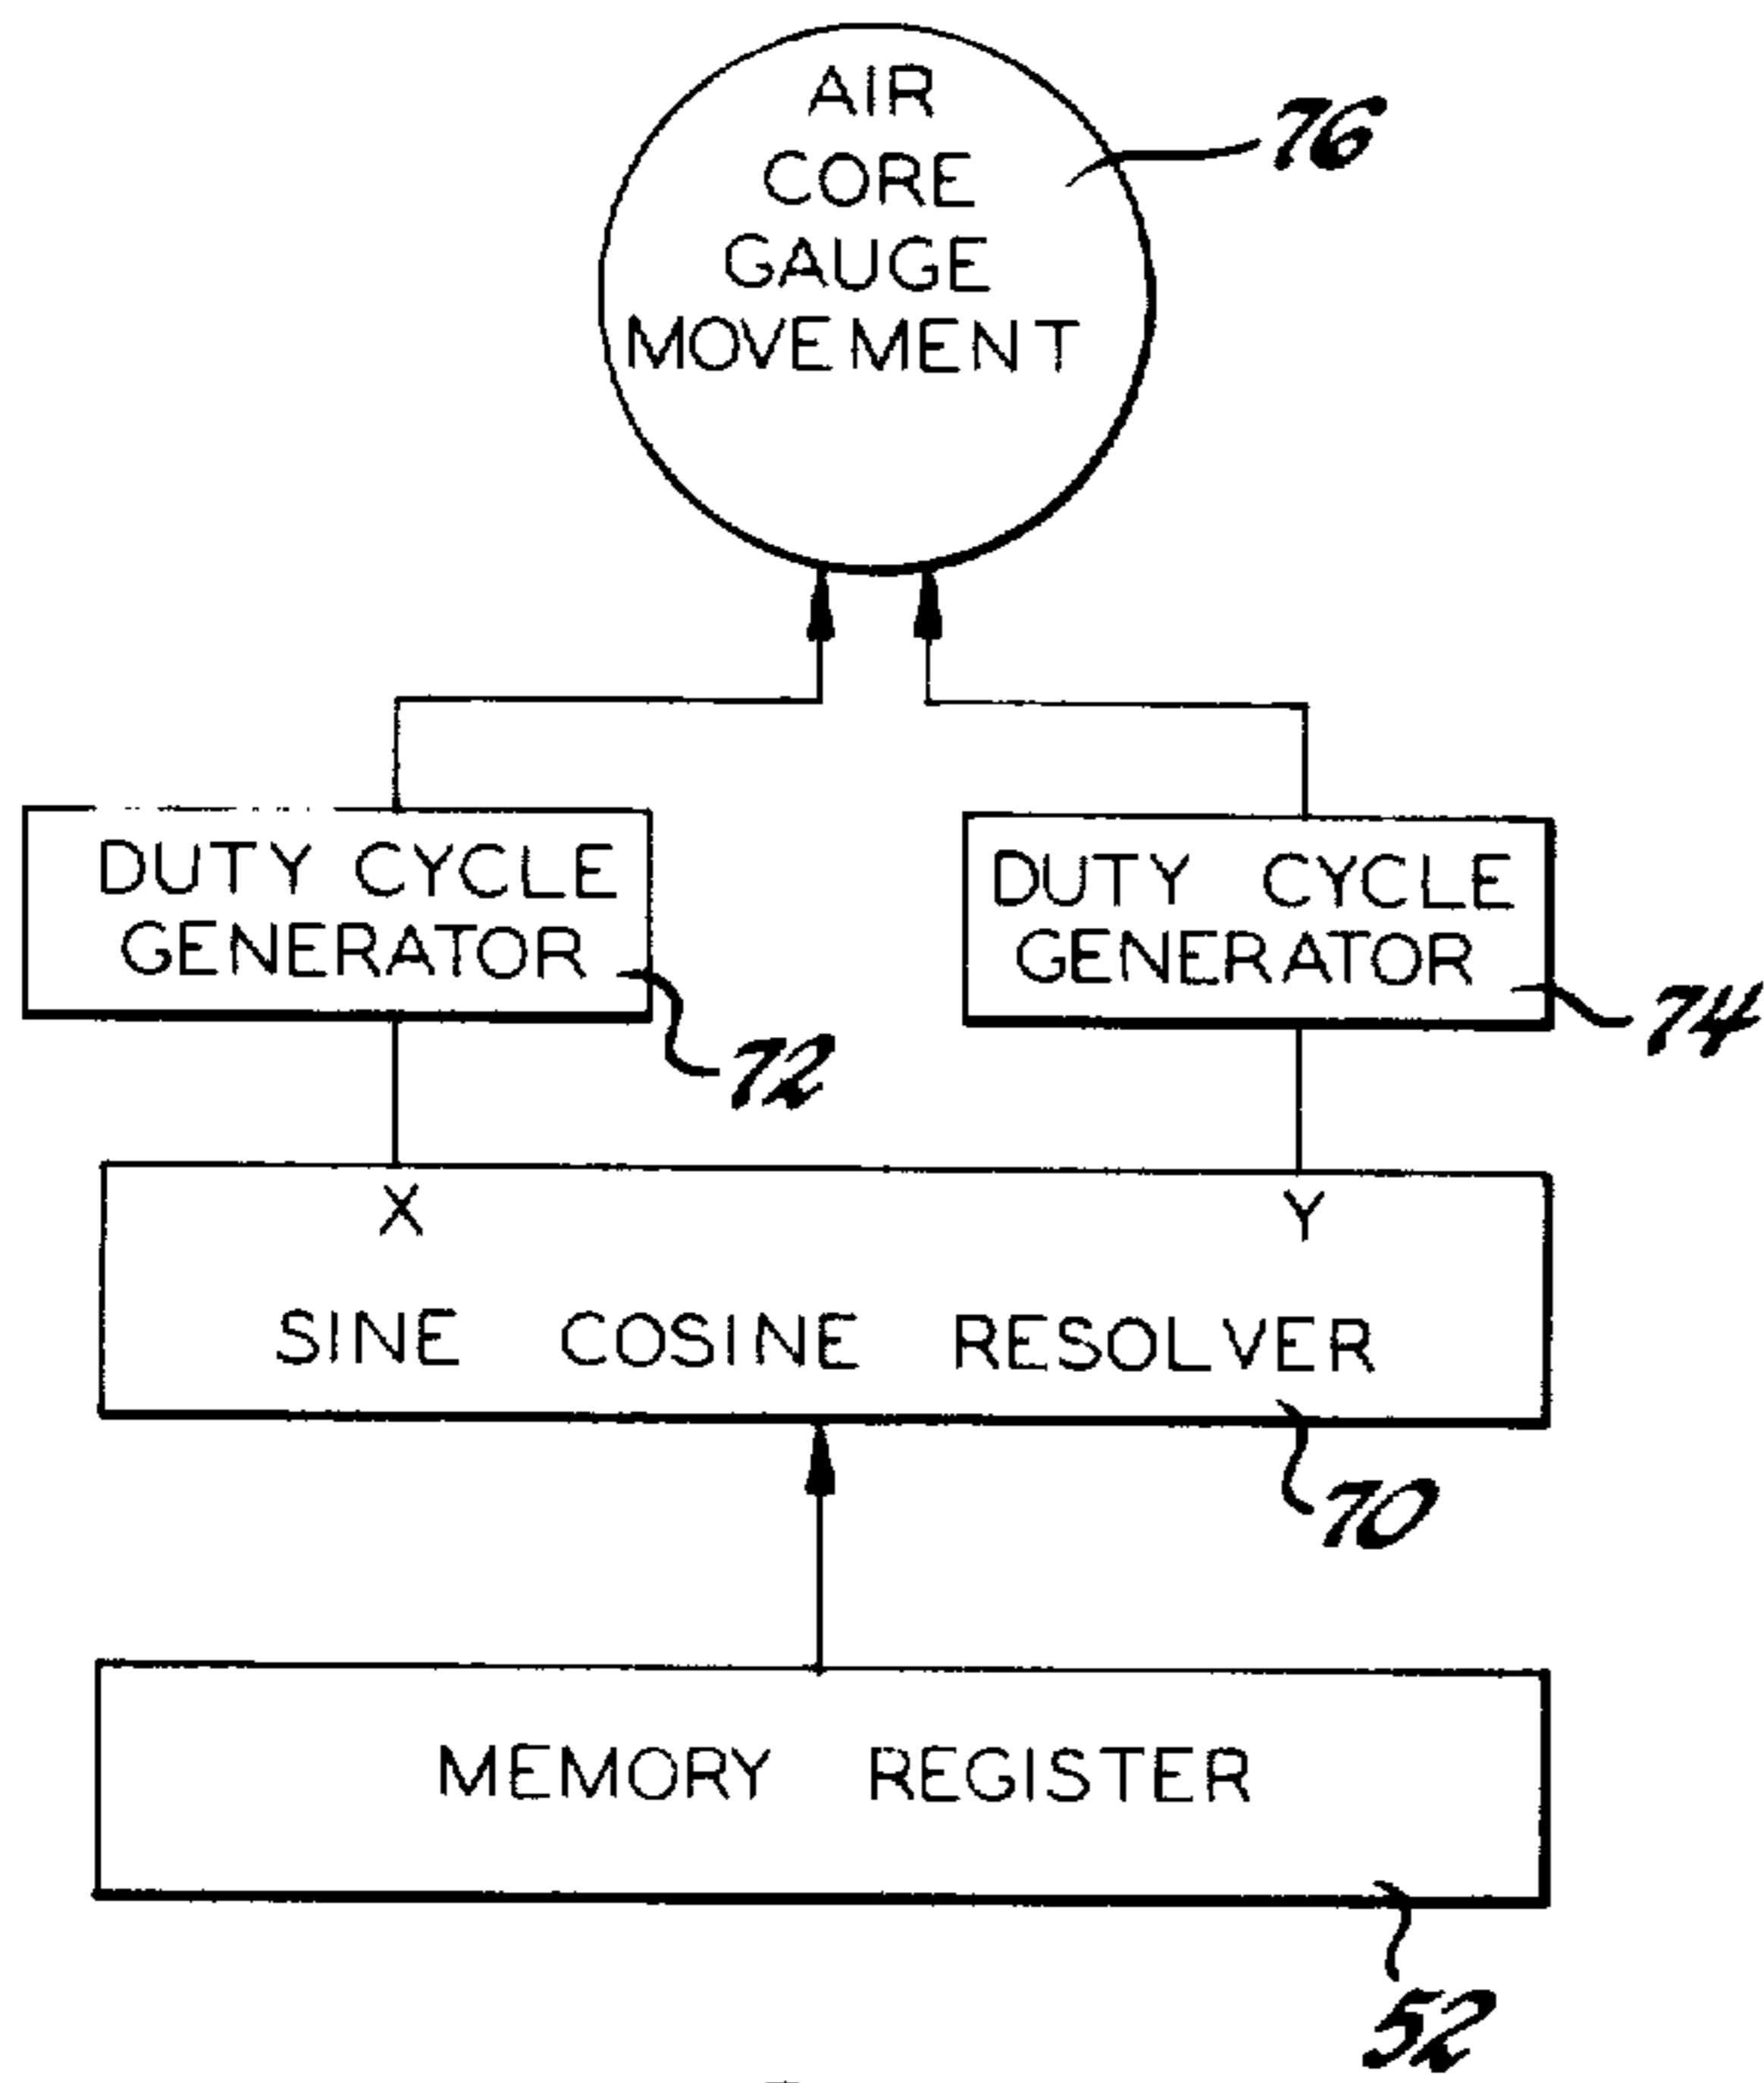 AIR
CORE
GAUGE
MOVEMENT
76
DUTY CYCLE
GENERATOR
72
DUTY CYCLE
GENERATOR
74
X
Y
SINE COSINE RESOLVER
70
MEMORY REGISTER
52